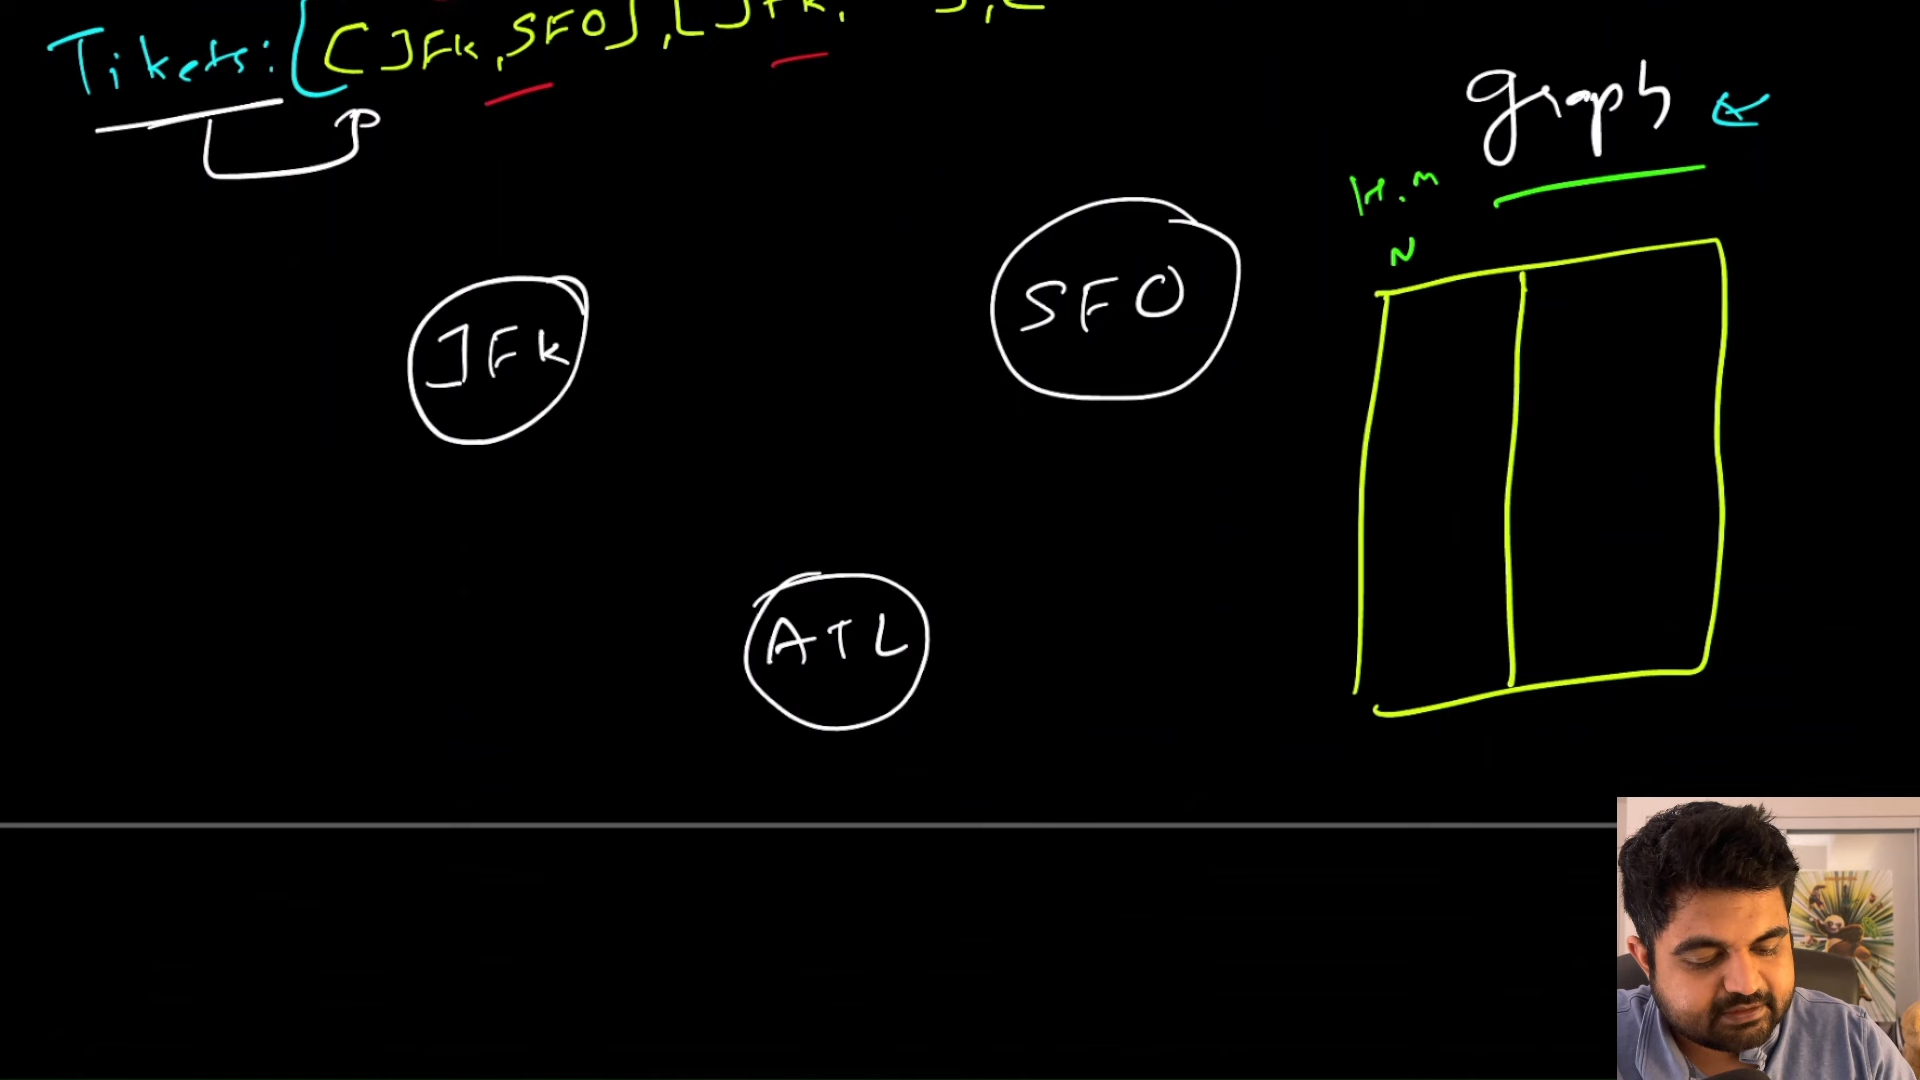 Tikets: [[JFK, SFO], [JFK,
Graph
H.M
N
JFK
SFO
ATL